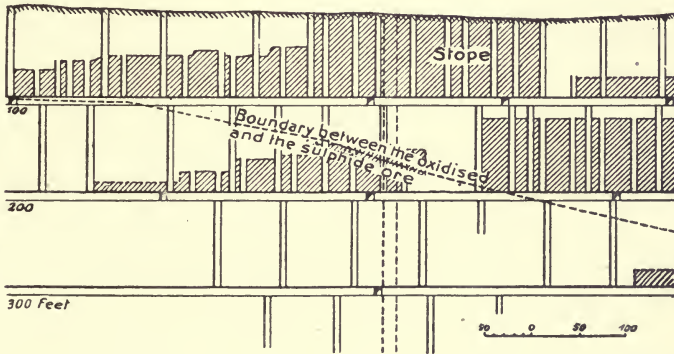 Stope
100
Boundary between the oxidised
and the sulphide ore
200
300 Feet
50 0 50 100